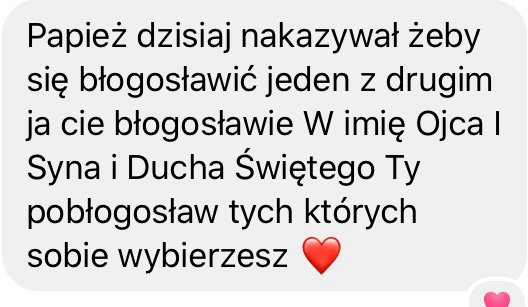 Papież dzisiaj nakazywał żeby
się błogosławić jeden z drugim
ja cie błogosławie W imię Ojca I
Syna i Ducha Świętego Ty
pobłogosław tych których
sobie wybierzesz ❤️